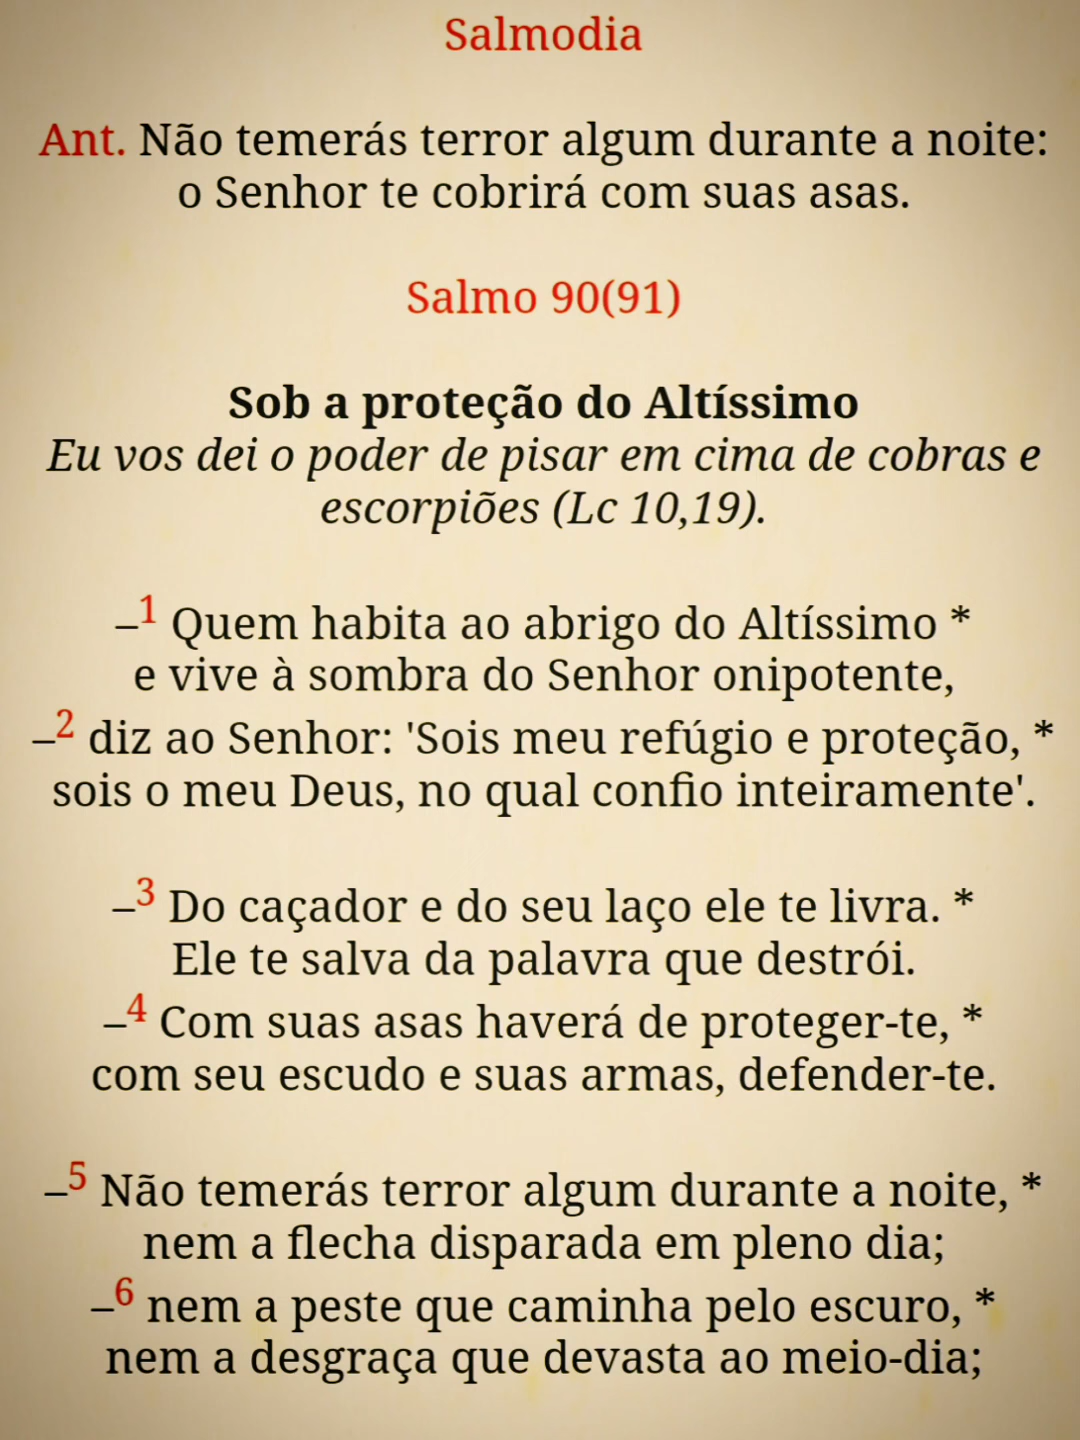 Salmodia
Ant. Não temerás terror algum durante a noite:
o Senhor te cobrirá com suas asas.
Salmo 90(91)
Sob a proteção do Altíssimo
Eu vos dei o poder de pisar em cima de cobras e
escorpiões (Lc 10,19).
–1 Quem habita ao abrigo do Altíssimo *
e vive à sombra do Senhor onipotente,
–2 diz ao Senhor: 'Sois meu refúgio e proteção, *
sois o meu Deus, no qual confio inteiramente'.
–3 Do caçador e do seu laço ele te livra. *
Ele te salva da palavra que destrói.
–4 Com suas asas haverá de proteger-te, *
com seu escudo e suas armas, defender-te.
–5 Não temerás terror algum durante a noite, *
nem a flecha disparada em pleno dia;
–6 nem a peste que caminha pelo escuro, *
nem a desgraça que devasta ao meio-dia;